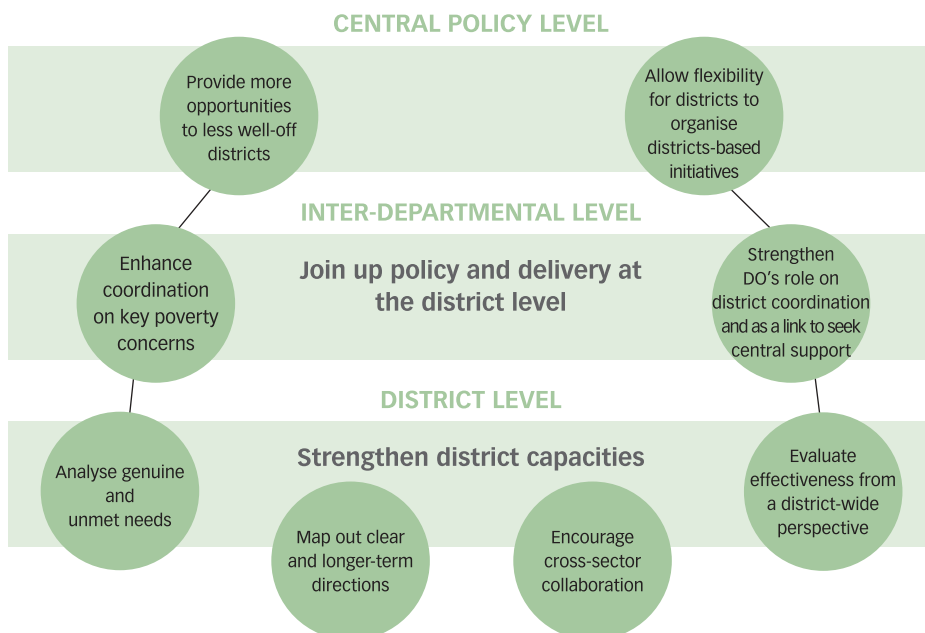 CENTRAL POLICY LEVEL
Provide more
opportunities
to less well-off
districts
Allow flexibility
for districts to
organise
districts-based
initiatives
INTER-DEPARTMENTAL LEVEL
Enhance
coordination
on key poverty
concerns
Join up policy and delivery at
the district level
Strengthen
DO's role on
district coordination
and as a link to seek
central support
DISTRICT LEVEL
Analyse genuine
and
unmet needs
Strengthen district capacities
Map out clear
and longer-term
directions
Encourage
cross-sector
collaboration
Evaluate
effectiveness from
a district-wide
perspective